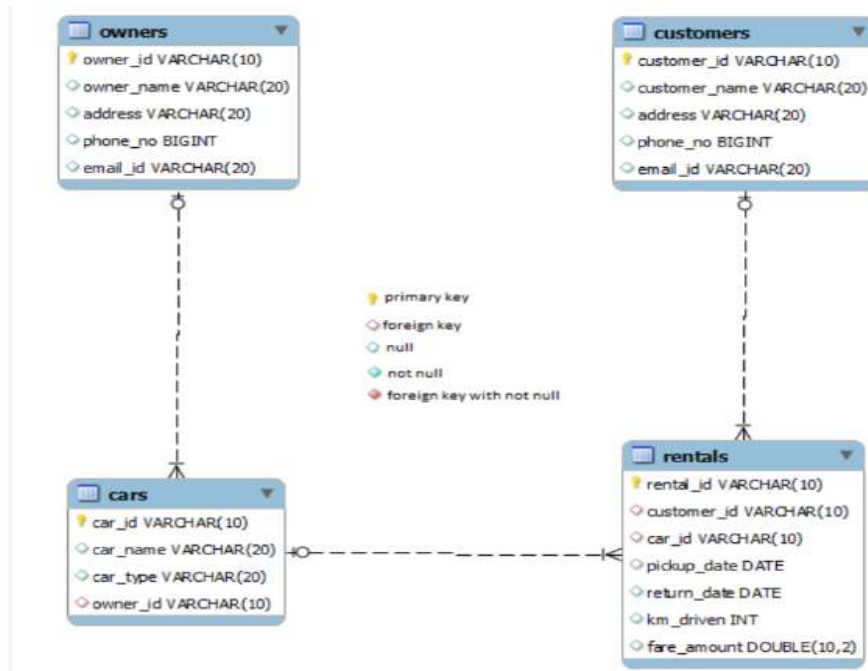 owners
owner_id VARCHAR(10)
owner_name VARCHAR(20)
address VARCHAR(20)
phone_no BIGINT
email_id VARCHAR(20)
customers
customer_id VARCHAR(10)
customer_name VARCHAR(20)
address VARCHAR(20)
phone_no BIGINT
email_id VARCHAR(20)
primary key
foreign key
null
not null
foreign key with not null
cars
car_id VARCHAR(10)
car_name VARCHAR(20)
car_type VARCHAR(20)
owner_id VARCHAR(10)
rentals
rental_id VARCHAR(10)
customer_id VARCHAR(10)
car_id VARCHAR(10)
pickup_date DATE
return_date DATE
km_driven INT
fare_amount DOUBLE(10,2)